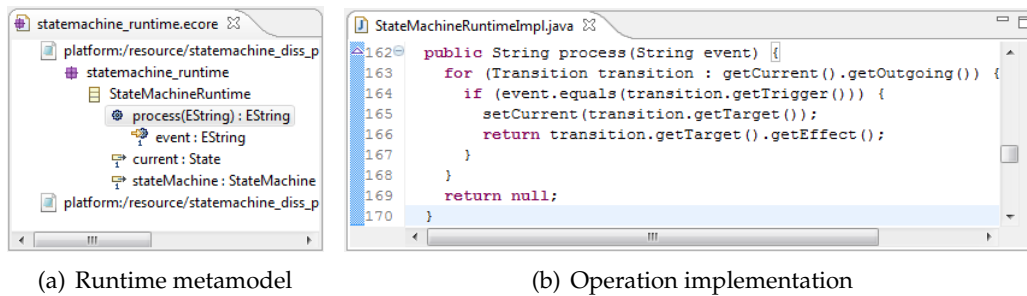 statemachine_runtime.ecore
platform:/resource/statemachine_diss_p
statemachine_runtime
StateMachineRuntime
process(EString) : EString
event : EString
current : State
stateMachine : StateMachine
platform:/resource/statemachine_diss_p
(a) Runtime metamodel
StateMachineRuntimeImpl.java
162 public String process(String event) {
163 for (Transition transition : getCurrent().getOutgoing()) {
164 if (event.equals(transition.getTrigger())) {
165 setCurrent(transition.getTarget());
166 return transition.getTarget().getEffect();
167 }
168 }
169 return null;
170 }
(b) Operation implementation